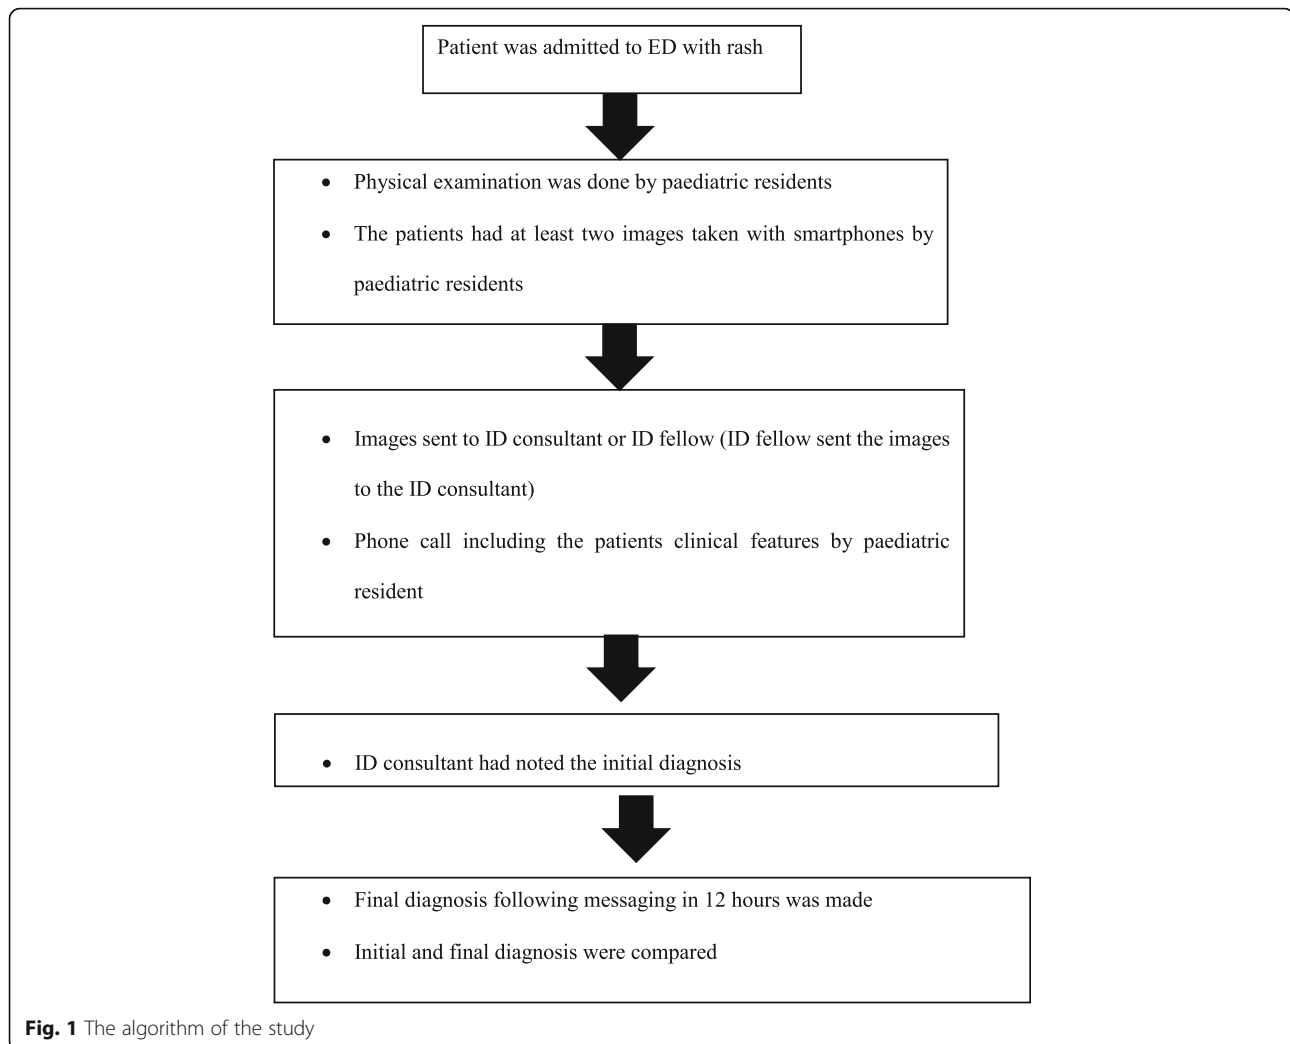 Patient was admitted to ED with rash
• Physical examination was done by paediatric residents
• The patients had at least two images taken with smartphones by
paediatric residents
• Images sent to ID consultant or ID fellow (ID fellow sent the images
to the ID consultant)
• Phone call including the patients clinical features by paediatric
resident
• ID consultant had noted the initial diagnosis
• Final diagnosis following messaging in 12 hours was made
• Initial and final diagnosis were compared
Fig. 1 The algorithm of the study